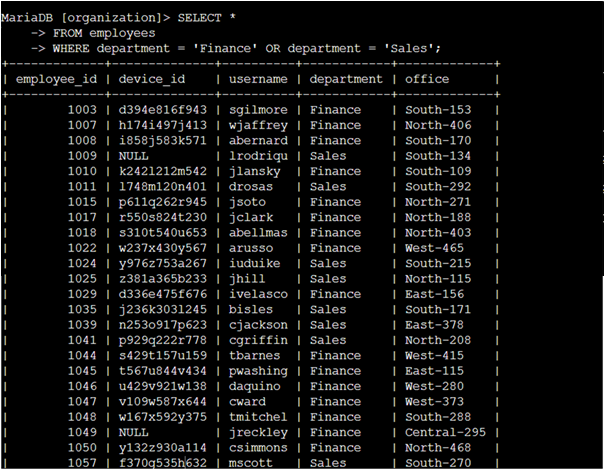 MariaDB [organization]> SELECT *
    -> FROM employees
    -> WHERE department = 'Finance' OR department = 'Sales';
+-------------+--------------+----------+------------+-------------+
| employee_id | device_id    | username | department | office      |
+-------------+--------------+----------+------------+-------------+
|        1003 | d394e816f943 | sgilmore | Finance    | South-153   |
|        1007 | h174i497j413 | wjaffrey | Finance    | North-406   |
|        1008 | i858j583k571 | abernard | Finance    | South-170   |
|        1009 | NULL         | lrodriqu | Sales      | South-134   |
|        1010 | k242l212m542 | jlansky  | Finance    | South-109   |
|        1011 | l748m120n401 | drosas   | Sales      | South-292   |
|        1015 | p611q262r945 | jsoto    | Finance    | North-271   |
|        1017 | r550s824t230 | jclark   | Finance    | North-188   |
|        1018 | s310t540u653 | abellmas | Finance    | North-403   |
|        1022 | w237x430y567 | arusso   | Finance    | West-465    |
|        1024 | y976z753a267 | iuduike  | Sales      | South-215   |
|        1025 | z381a365b233 | jhill    | Sales      | North-115   |
|        1029 | d336e475f676 | ivelasco | Finance    | East-156    |
|        1035 | j236k303l245 | bisles   | Sales      | South-171   |
|        1039 | n253o917p623 | cjackson | Sales      | East-378    |
|        1041 | p929q222r778 | cgriffin | Sales      | North-208   |
|        1044 | s429t157u159 | tbarnes  | Finance    | West-415    |
|        1045 | t567u844v434 | pwashing | Finance    | East-115    |
|        1046 | u429v921w138 | daquino  | Finance    | West-280    |
|        1047 | v109w587x644 | cward    | Finance    | West-373    |
|        1048 | w167x592y375 | tmitchel | Finance    | South-288   |
|        1049 | NULL         | jreckley | Finance    | Central-295 |
|        1050 | y132z930a114 | csimmons | Finance    | North-468   |
|        1057 | f370g535h632 | mscott   | Sales      | South-270   |